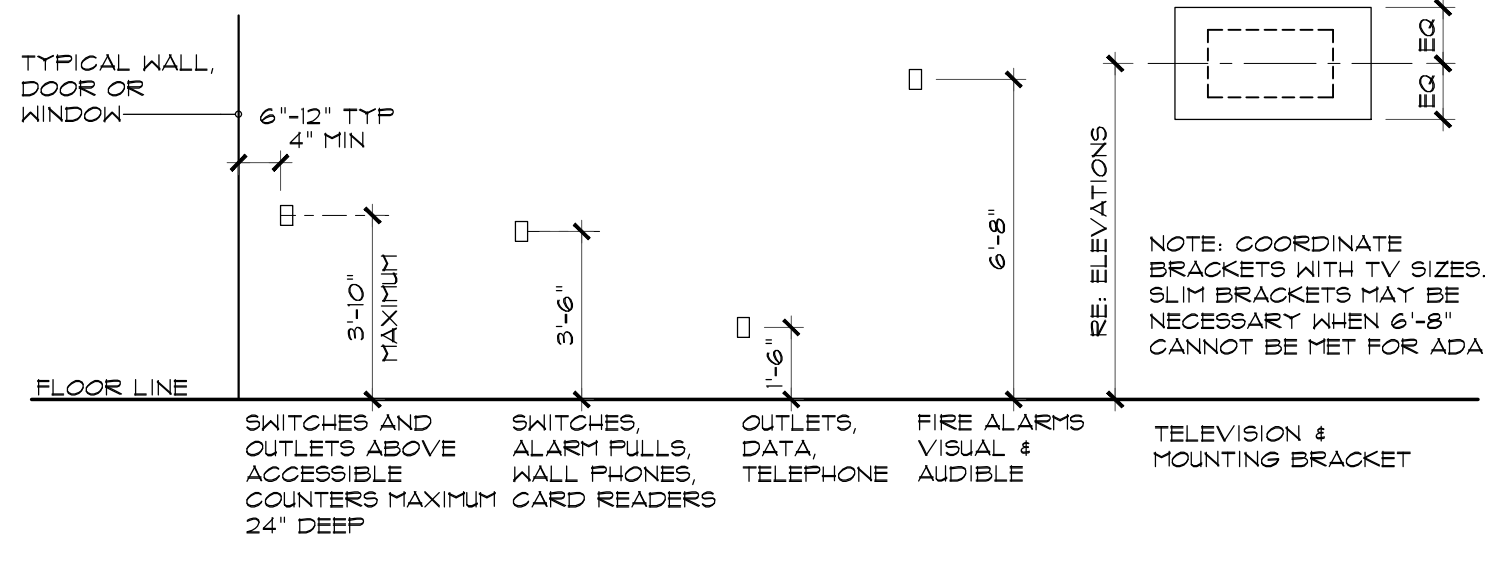 TYPICAL WALL,
DOOR OR
WINDOW
6"-12" TYP
4" MIN
3'-10"
MAXIMUM
3'-6"
1'-6"
6'-8"
RE: ELEVATIONS
EQ
EQ
NOTE: COORDINATE
BRACKETS WITH TV SIZES.
SLIM BRACKETS MAY BE
NECESSARY WHEN 6'-8"
CANNOT BE MET FOR ADA
FLOOR LINE
SWITCHES AND
OUTLETS ABOVE
ACCESSIBLE
COUNTERS MAXIMUM
24" DEEP
SWITCHES,
ALARM PULLS,
WALL PHONES,
CARD READERS
OUTLETS,
DATA,
TELEPHONE
FIRE ALARMS
VISUAL &
AUDIBLE
TELEVISION &
MOUNTING BRACKET